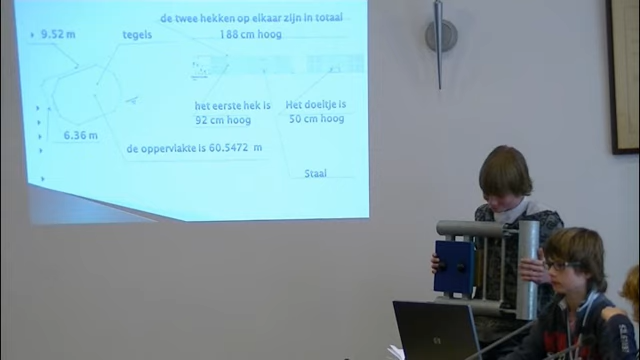 de twee hekken op elkaar zijn in totaal
188 cm hoog
9.52 m
tegels
het eerste hek is
92 cm hoog
Het doeltje is
50 cm hoog
6.36 m
de oppervlakte is 60.5472 m
Staal
hp